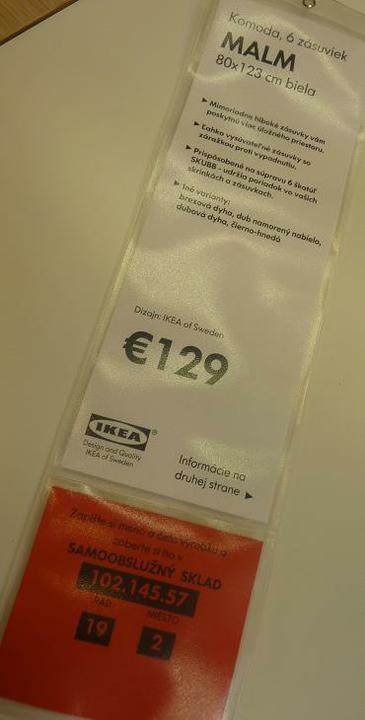 Komoda, 6 zásuviek
MALM
80x123 cm biela
▶ Mimoriadne hlboké zásuvky vám
poskytnú viac úložného priestoru.
▶ Ľahko vysúvateľné zásuvky so
zarážkou proti vypadnutiu.
▶ Prispôsobené na súpravu 6 škatúľ
SKUBB - udržia poriadok vo vašich
skrinkách a zásuvkách.
▶ Iné varianty:
brezová dyha, dub namorený nabielo,
dubová dyha, čierno-hnedá
Dizajn: IKEA of Sweden
€129
IKEA®
Design and Quality
IKEA of Sweden
Informácie na
druhej strane ▶
Zapíšte si meno a číslo výrobku a
zoberte si ho v
SAMOOBSLUŽNÝ SKLAD
102.145.57
RAD MIESTO
19 2